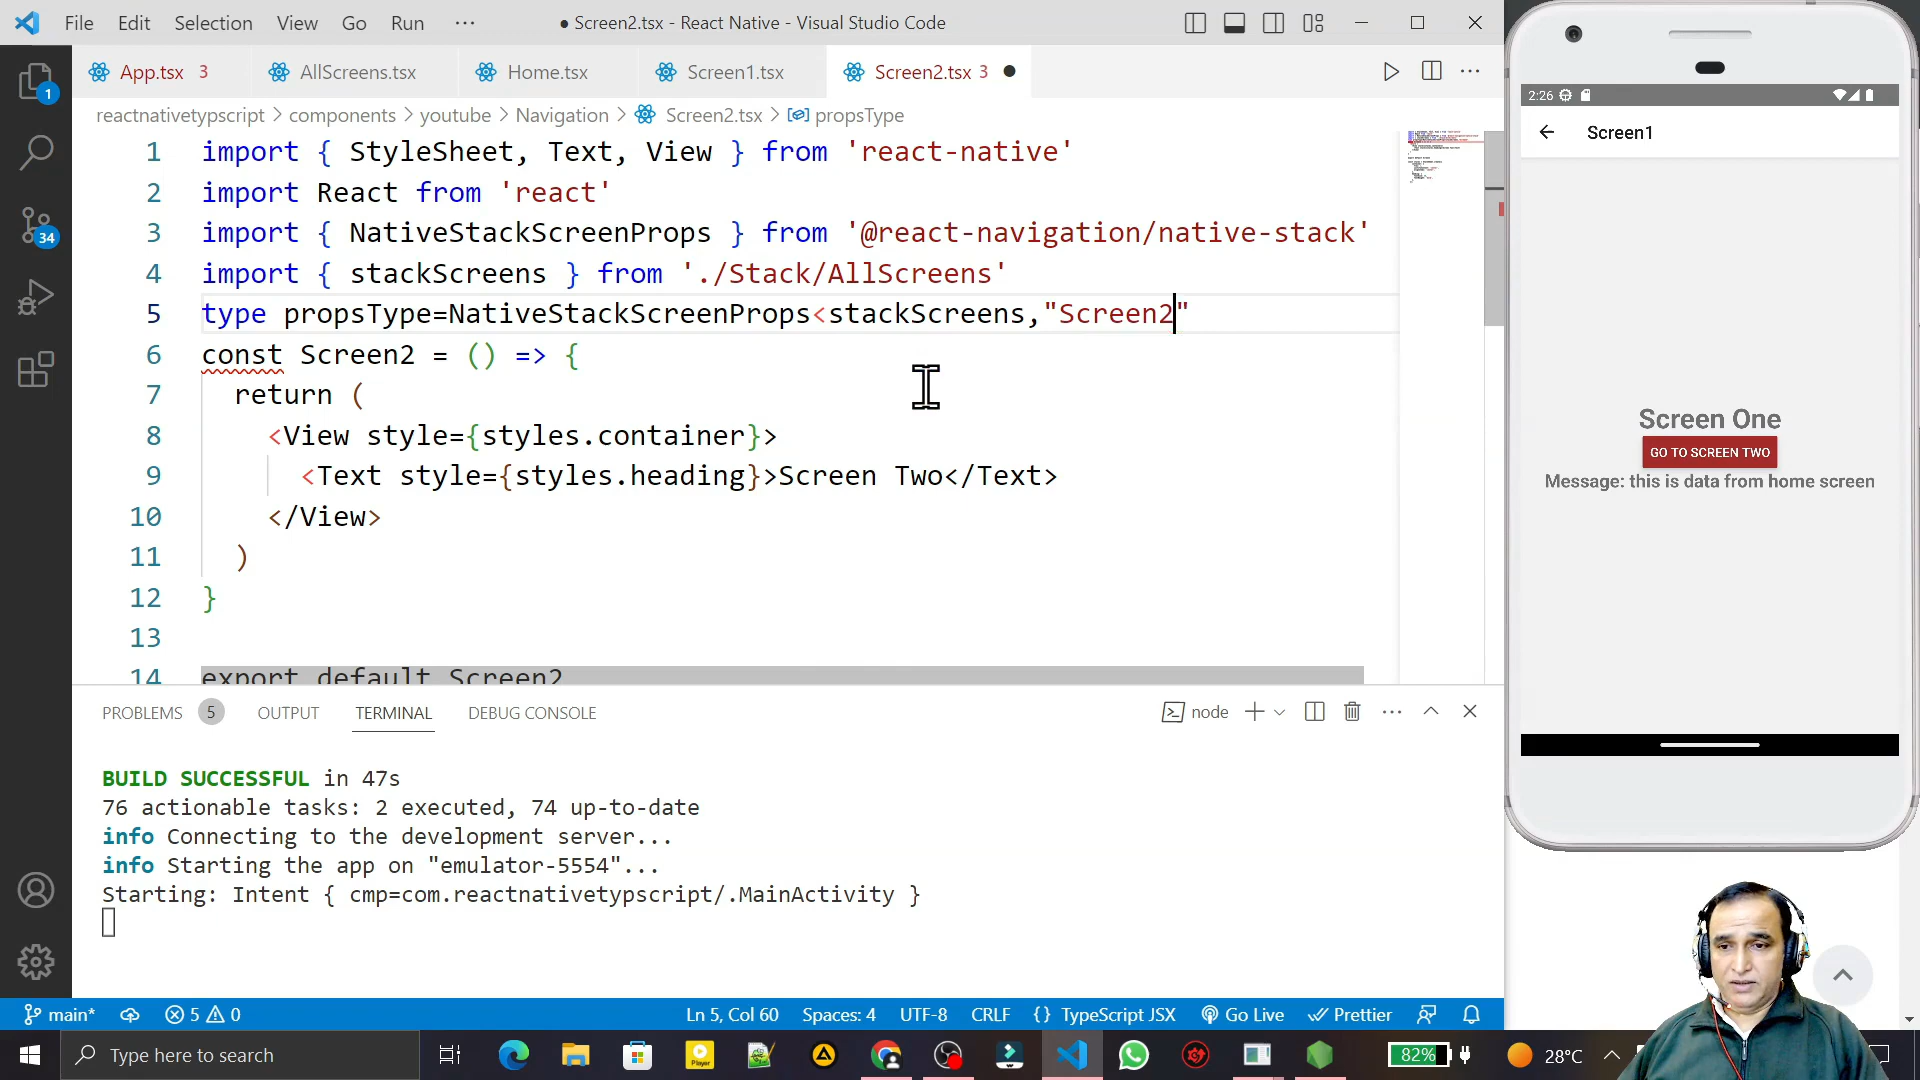 File Edit Selection View Go Run ··· ● Screen2.tsx - React Native - Visual Studio Code
App.tsx 3 AllScreens.tsx Home.tsx Screen1.tsx Screen2.tsx 3 ●
reactnativetypscript > components > youtube > Navigation > Screen2.tsx > propsType
1 import { StyleSheet, Text, View } from 'react-native'
2 import React from 'react'
3 import { NativeStackScreenProps } from '@react-navigation/native-stack'
4 import { stackScreens } from './Stack/AllScreens'
5 type propsType=NativeStackScreenProps<stackScreens,"Screen2"
6 const Screen2 = () => {
7 return (
8 <View style={styles.container}>
9 <Text style={styles.heading}>Screen Two</Text>
10 </View>
11 )
12 }
13
14 export default Screen2
PROBLEMS 5 OUTPUT TERMINAL DEBUG CONSOLE node
BUILD SUCCESSFUL in 47s
76 actionable tasks: 2 executed, 74 up-to-date
info Connecting to the development server...
info Starting the app on "emulator-5554"...
Starting: Intent { cmp=com.reactnativetypscript/.MainActivity }
1
34
main* 5 0 Ln 5, Col 60 Spaces: 4 UTF-8 CRLF {} TypeScript JSX Go Live Prettier
Type here to search Player 82% 28°C
2:26
Screen1
Screen One
GO TO SCREEN TWO
Message: this is data from home screen